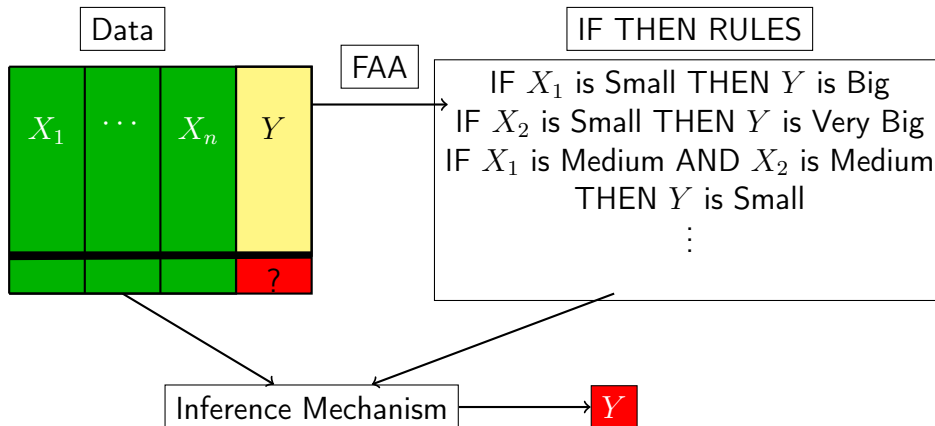 Data
IF THEN RULES
FAA
X₁ ⋯ Xₙ Y
?
IF X₁ is Small THEN Y is Big
IF X₂ is Small THEN Y is Very Big
IF X₁ is Medium AND X₂ is Medium
THEN Y is Small
⋮
Inference Mechanism
Y